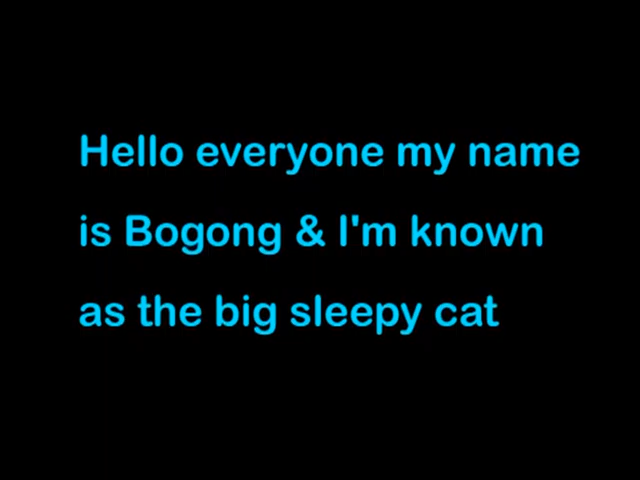 Hello everyone my name
is Bogong & I'm known
as the big sleepy cat